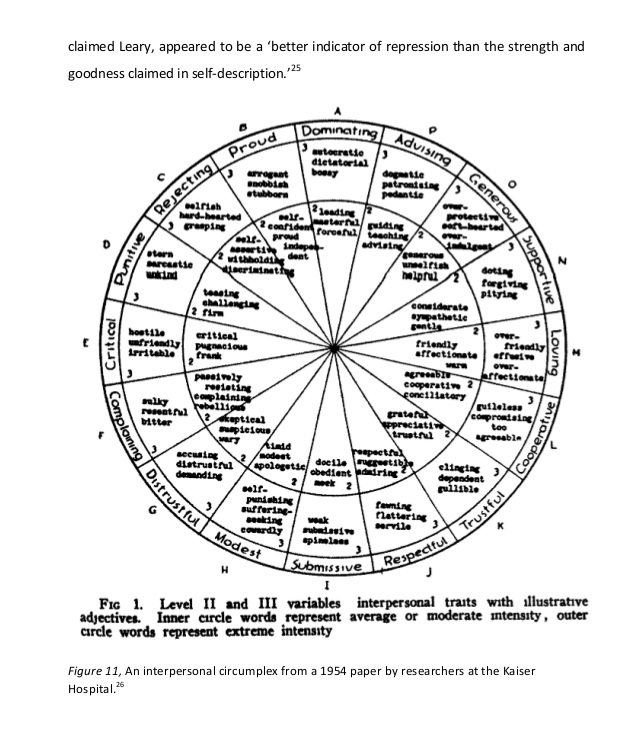 claimed Leary, appeared to be a ‘better indicator of repression than the strength and
goodness claimed in self-description.’25
A
P
O
N
M
L
K
J
I
H
G
F
E
D
C
B
Dominating
Advising
Generous
Supportive
Loving
Cooperative
Trustful
Respectful
Submissive
Modest
Distrustful
Complaining
Critical
Punitive
Rejecting
Proud
3
autocratic
dictatorial
bossy
3
dogmatic
patronising
pedantic
3
over-
protective
soft-hearted
over-
indulgent
3
doting
forgiving
pitying
3
over-
friendly
effusive
over-
affectionate
3
guileless
compromising
too
agreeable
3
clinging
dependent
gullible
3
fawning
flattering
servile
3
weak
submissive
spineless
3
self-
punishing
suffering-
seeking
cowardly
3
accusing
distrustful
demanding
3
sulky
resentful
bitter
3
hostile
unfriendly
irritable
3
stern
sarcastic
unkind
3
selfish
hard-hearted
grasping
3
arrogant
snobbish
stubborn
2 leading
masterful
forceful
2
guiding
teaching
advising
2
generous
unselfish
helpful
2
considerate
sympathetic
gentle
2
friendly
affectionate
warm
agreeable
cooperative 2
conciliatory
grateful
appreciative
trustful 2
respectful
suggestible
admiring 2
docile
obedient
meek 2
timid
modest
apologetic
2
skeptical
suspicious
wary
2
passively
resisting
complaining
rebellious
2
critical
pugnacious
2 frank
teasing
challenging
2 firm
self-
assertive
2 withholding
discriminating
self-
2 confident
proud
indepen-
dent
FIG 1. Level II and III variables interpersonal traits with illustrative
adjectives. Inner circle words represent average or moderate intensity, outer
circle words represent extreme intensity
Figure 11, An interpersonal circumplex from a 1954 paper by researchers at the Kaiser
Hospital.26